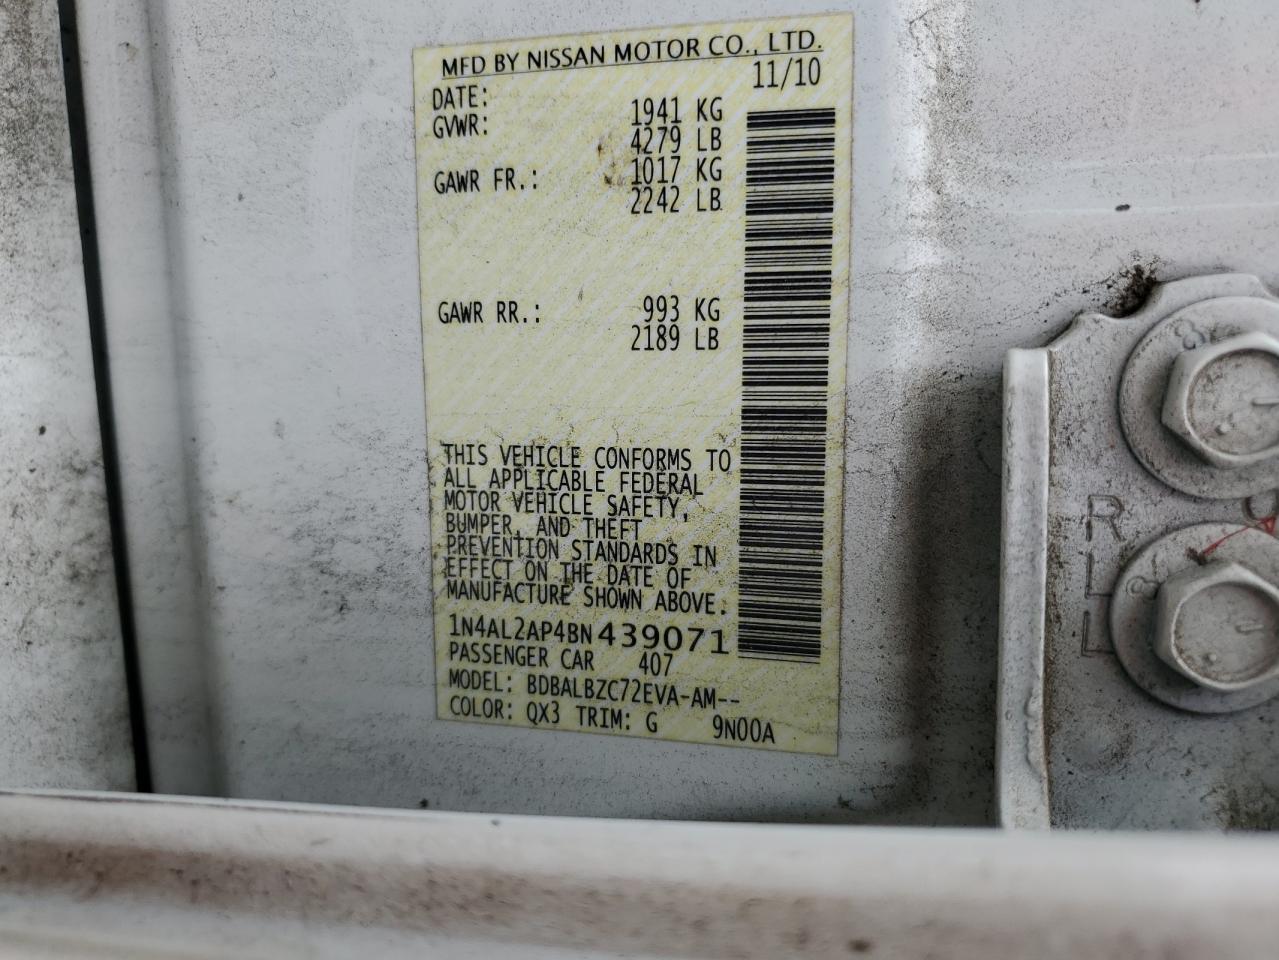 MFD BY NISSAN MOTOR CO., LTD.
DATE: 11/10
GVWR: 1941 KG
4279 LB
GAWR FR.: 1017 KG
2242 LB
GAWR RR.: 993 KG
2189 LB
THIS VEHICLE CONFORMS TO
ALL APPLICABLE FEDERAL
MOTOR VEHICLE SAFETY,
BUMPER, AND THEFT
PREVENTION STANDARDS IN
EFFECT ON THE DATE OF
MANUFACTURE SHOWN ABOVE.
1N4AL2AP4BN439071
PASSENGER CAR 407
MODEL: BDBALBZC72EVA-AM--
COLOR: QX3 TRIM: G 9N00A
8
8
R
L
L